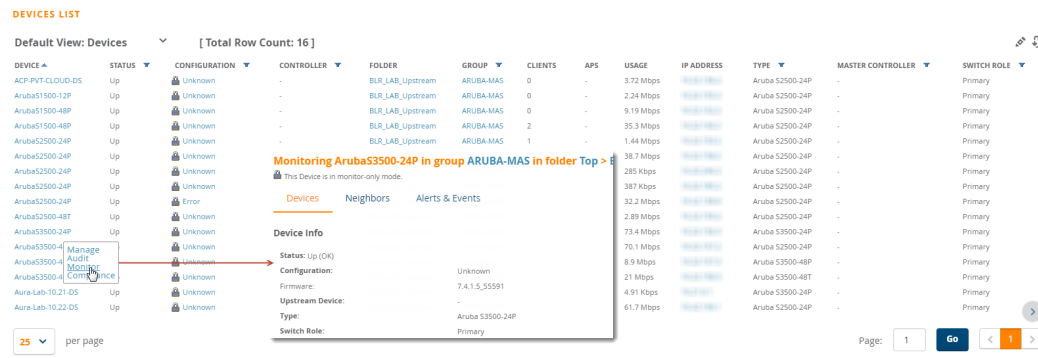 DEVICES LIST
Default View: Devices [ Total Row Count: 16 ]
DEVICE STATUS CONFIGURATION CONTROLLER FOLDER GROUP CLIENTS APS USAGE IP ADDRESS TYPE MASTER CONTROLLER SWITCH ROLE
ACP-PVT-CLOUD-DS Up Unknown - BLR_LAB_Upstream ARUBA-MAS 0 - 3.72 Mbps Aruba S2500-24P - Primary
ArubaS1500-12P Up Unknown - BLR_LAB_Upstream ARUBA-MAS 0 - 2.24 Mbps Aruba S2500-24P - Primary
ArubaS1500-48P Up Unknown - BLR_LAB_Upstream ARUBA-MAS 0 - 9.19 Mbps Aruba S2500-24P - Primary
ArubaS1500-48P Up Unknown - BLR_LAB_Upstream ARUBA-MAS 2 - 35.3 Mbps Aruba S2500-24P - Primary
ArubaS2500-24P Up Unknown - BLR_LAB_Upstream ARUBA-MAS 1 - 1.44 Mbps Aruba S2500-24P - Primary
ArubaS2500-24P Up Unknown 38.7 Mbps Aruba S2500-24P - Primary
ArubaS2500-24P Up Unknown 285 Kbps Aruba S2500-24P - Primary
ArubaS2500-24P Up Unknown 387 Kbps Aruba S2500-24P - Primary
ArubaS2500-24P Up Error 32.2 Mbps Aruba S2500-24P - Primary
ArubaS2500-48T Up Unknown 2.89 Mbps Aruba S2500-24P - Primary
ArubaS3500-24P Up Unknown 73.4 Mbps Aruba S2500-24P - Primary
ArubaS3500-4 Unknown 70.1 Mbps Aruba S2500-24P - Primary
ArubaS3500-4 Unknown 8.9 Mbps Aruba S3500-48P - Primary
ArubaS3500-4 Unknown 21 Mbps Aruba S3500-48T - Primary
Aura-Lab-10.21-DS Up Unknown 4.91 Kbps Aruba S3500-24P - Primary
Aura-Lab-10.22-DS Up Unknown 61.7 Mbps Aruba S2500-24P - Primary
Manage
Audit
Monitor
Compliance
Monitoring ArubaS3500-24P in group ARUBA-MAS in folder Top >
This Device is in monitor-only mode.
Devices Neighbors Alerts & Events
Device Info
Status: Up (OK)
Configuration: Unknown
Firmware: 7.4.1.5_55591
Upstream Device: -
Type: Aruba S3500-24P
Switch Role: Primary
25 per page Page: 1 Go < 1 >